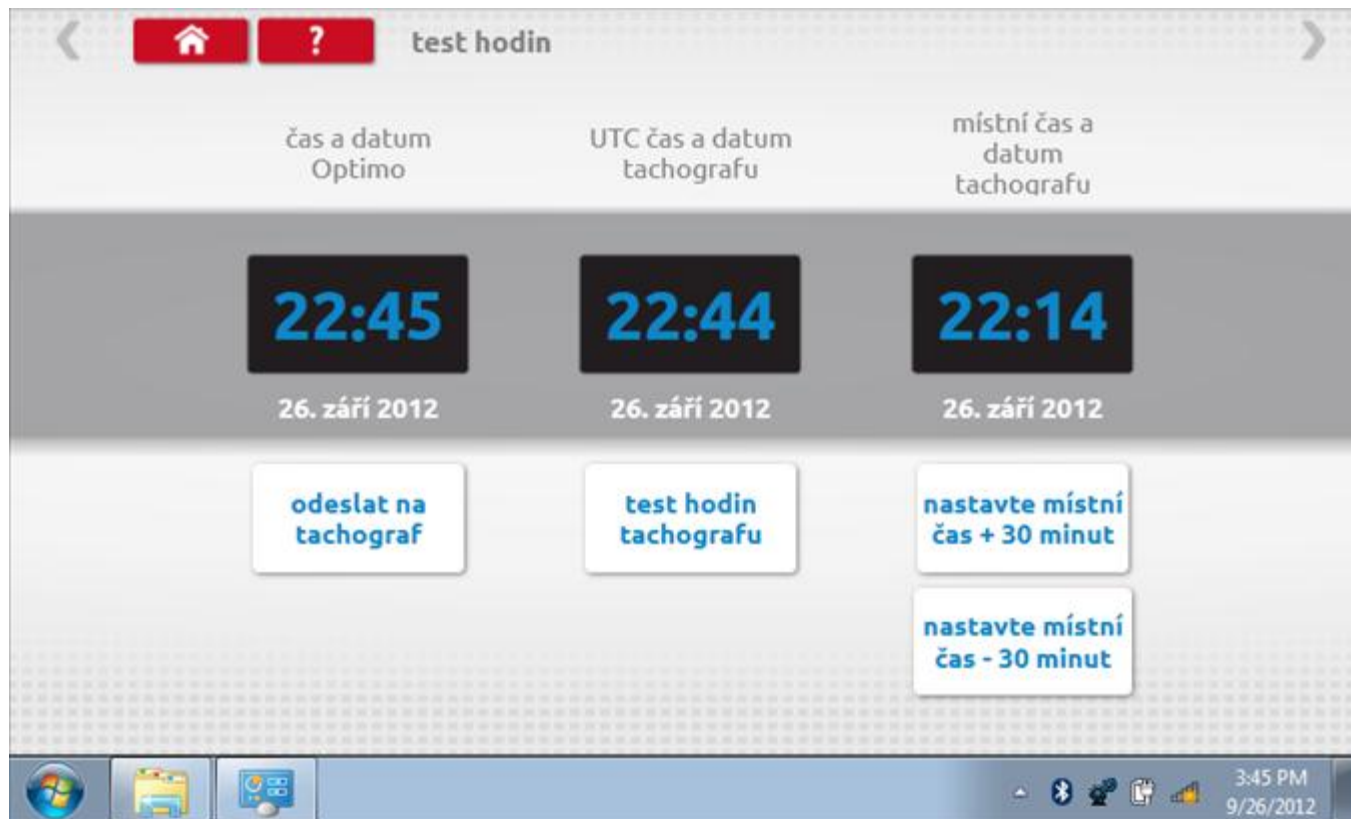 ? test hodin
čas a datum
Optimo
UTC čas a datum
tachografu
místní čas a
datum
tachografu
22:45
22:44
22:14
26. září 2012
26. září 2012
26. září 2012
odeslat na
tachograf
test hodin
tachografu
nastavte místní
čas + 30 minut
nastavte místní
čas - 30 minut
3:45 PM
9/26/2012